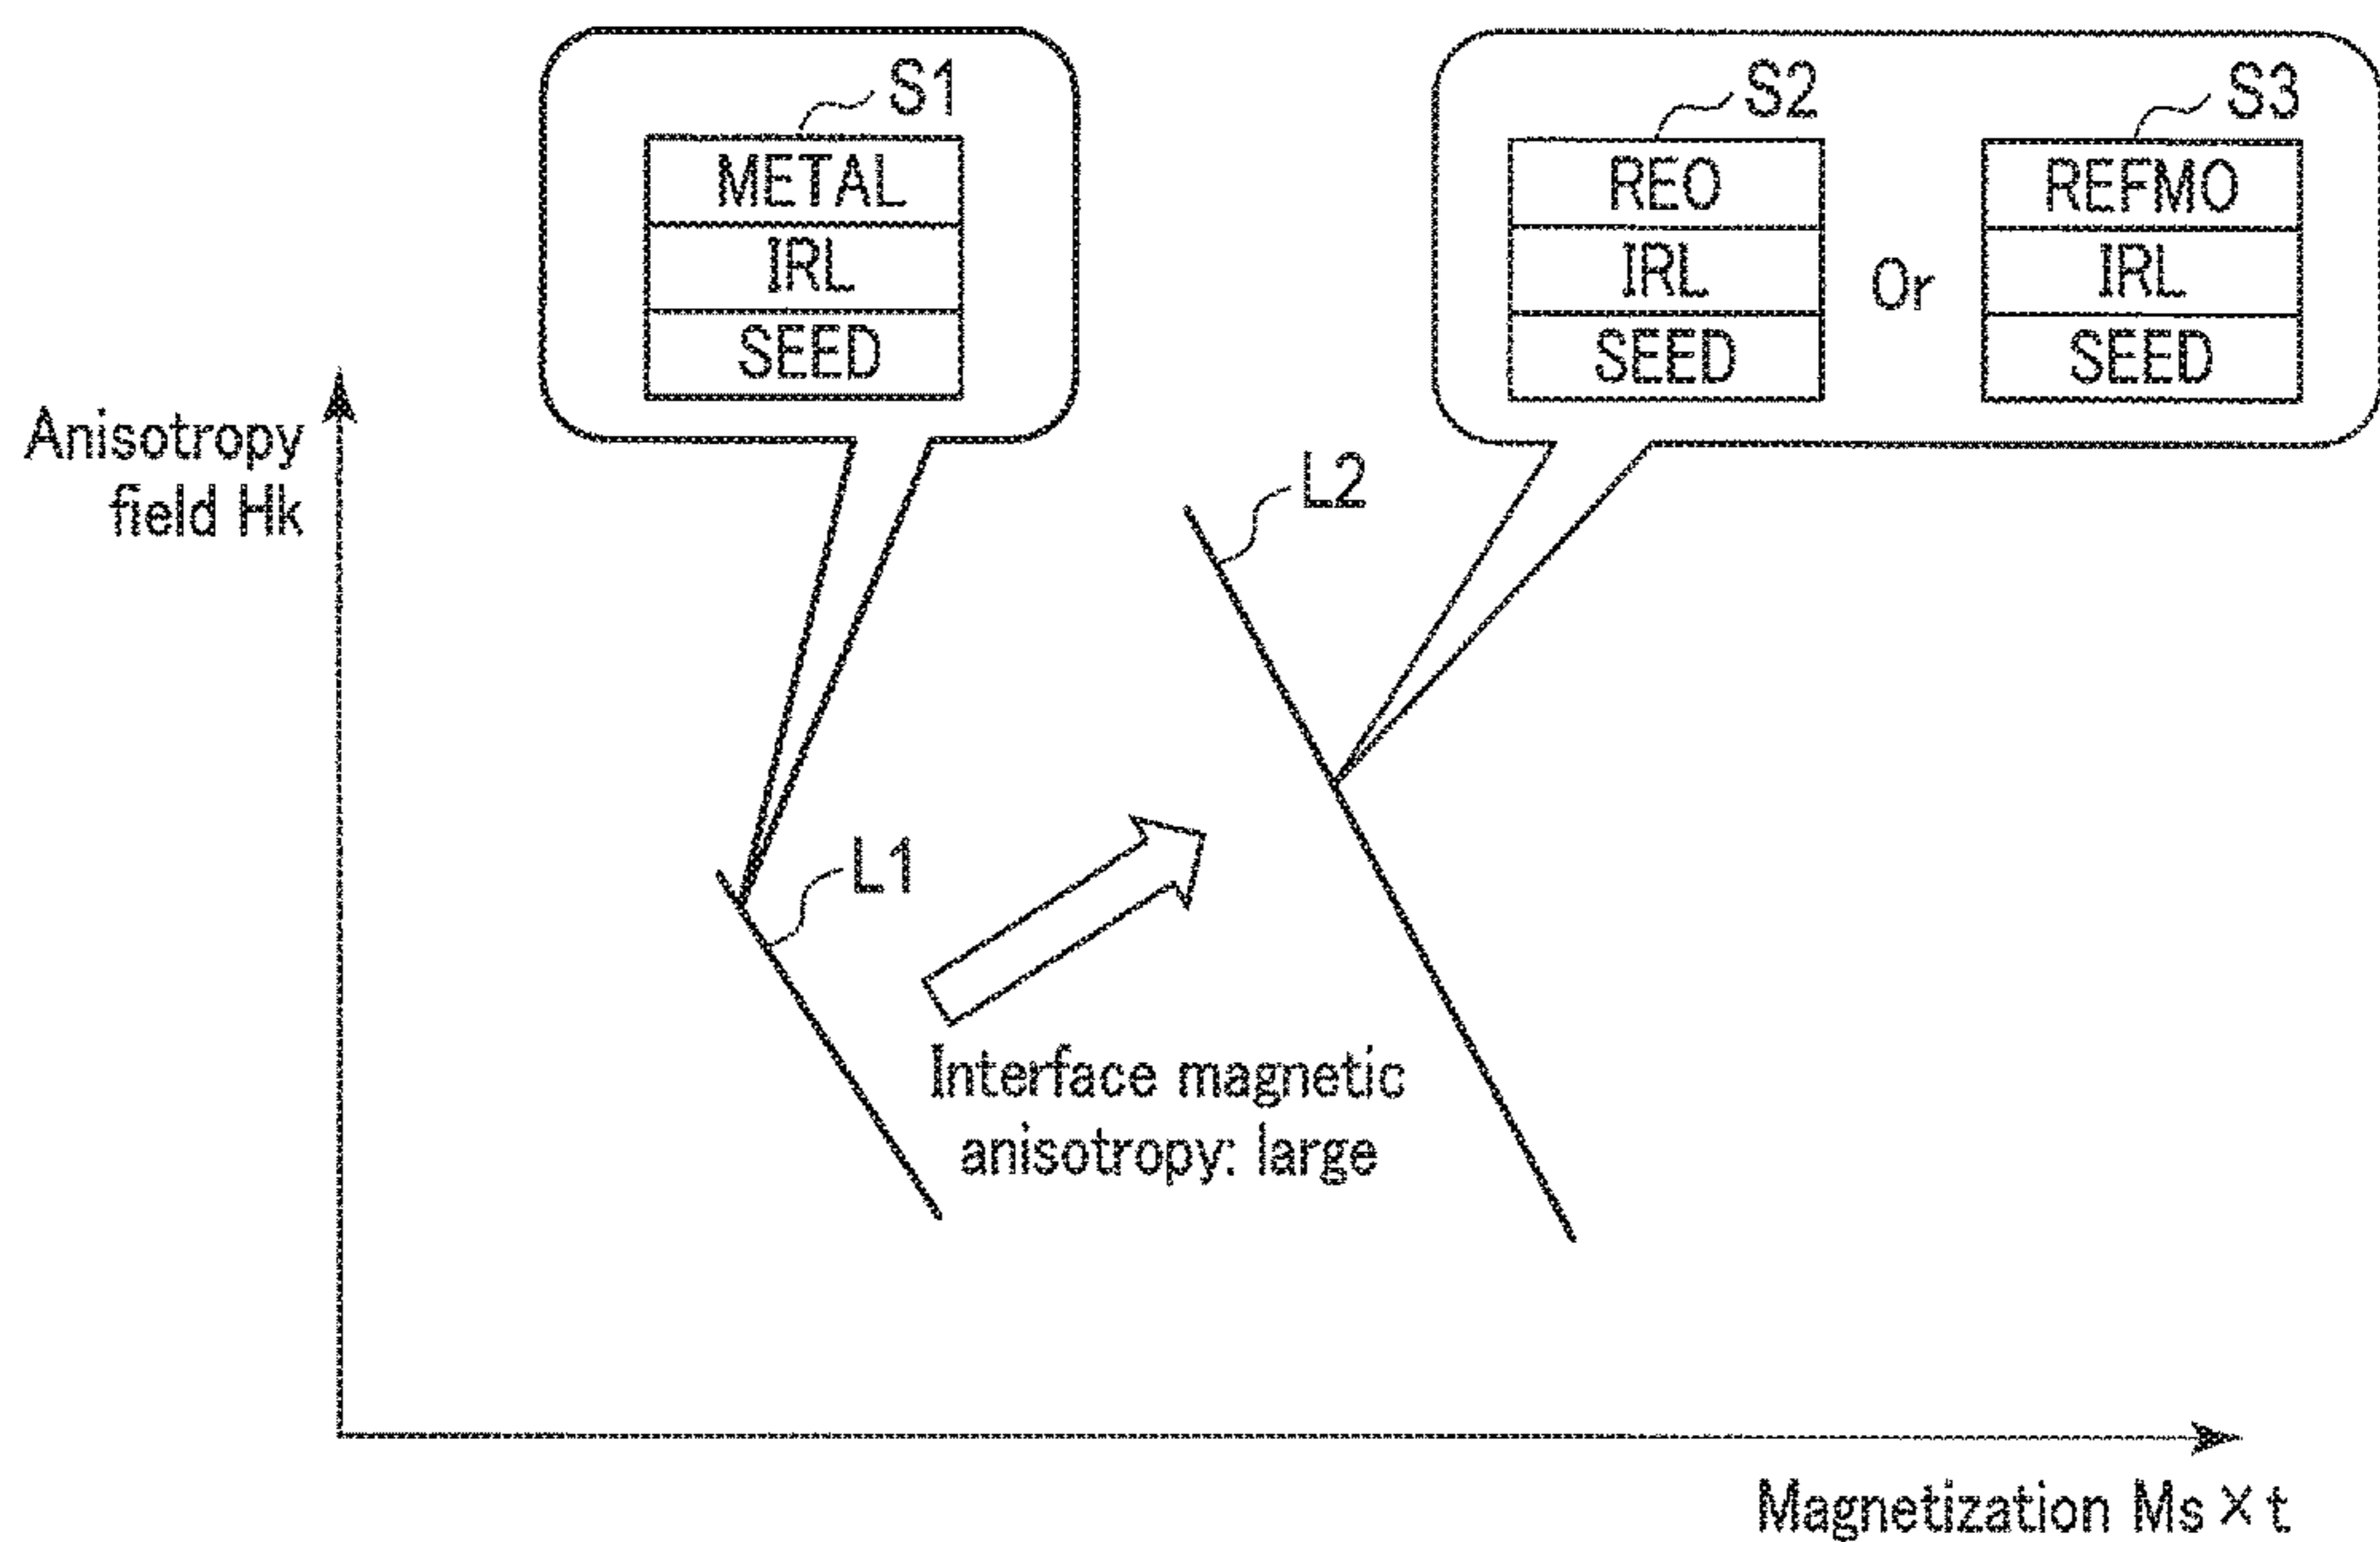 S1
METAL
IRL
SEED
S2
REO
IRL
SEED
Or
S3
REFMO
IRL
SEED
Anisotropy
field Hk
L2
L1
Interface magnetic
anisotropy: large
Magnetization Ms × t